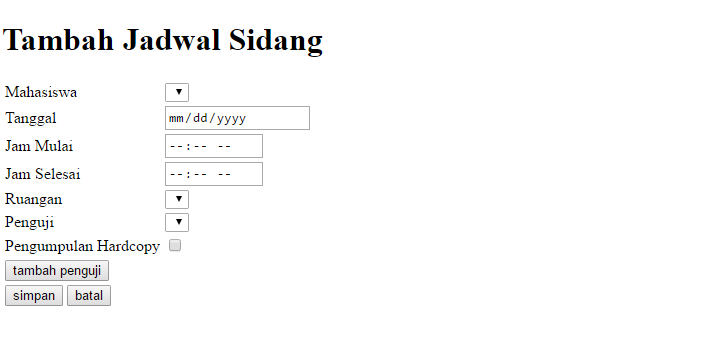 Tambah Jadwal Sidang
Mahasiswa
Tanggal mm/dd/yyyy
Jam Mulai --:-- --
Jam Selesai --:-- --
Ruangan
Penguji
Pengumpulan Hardcopy
tambah penguji
simpan batal